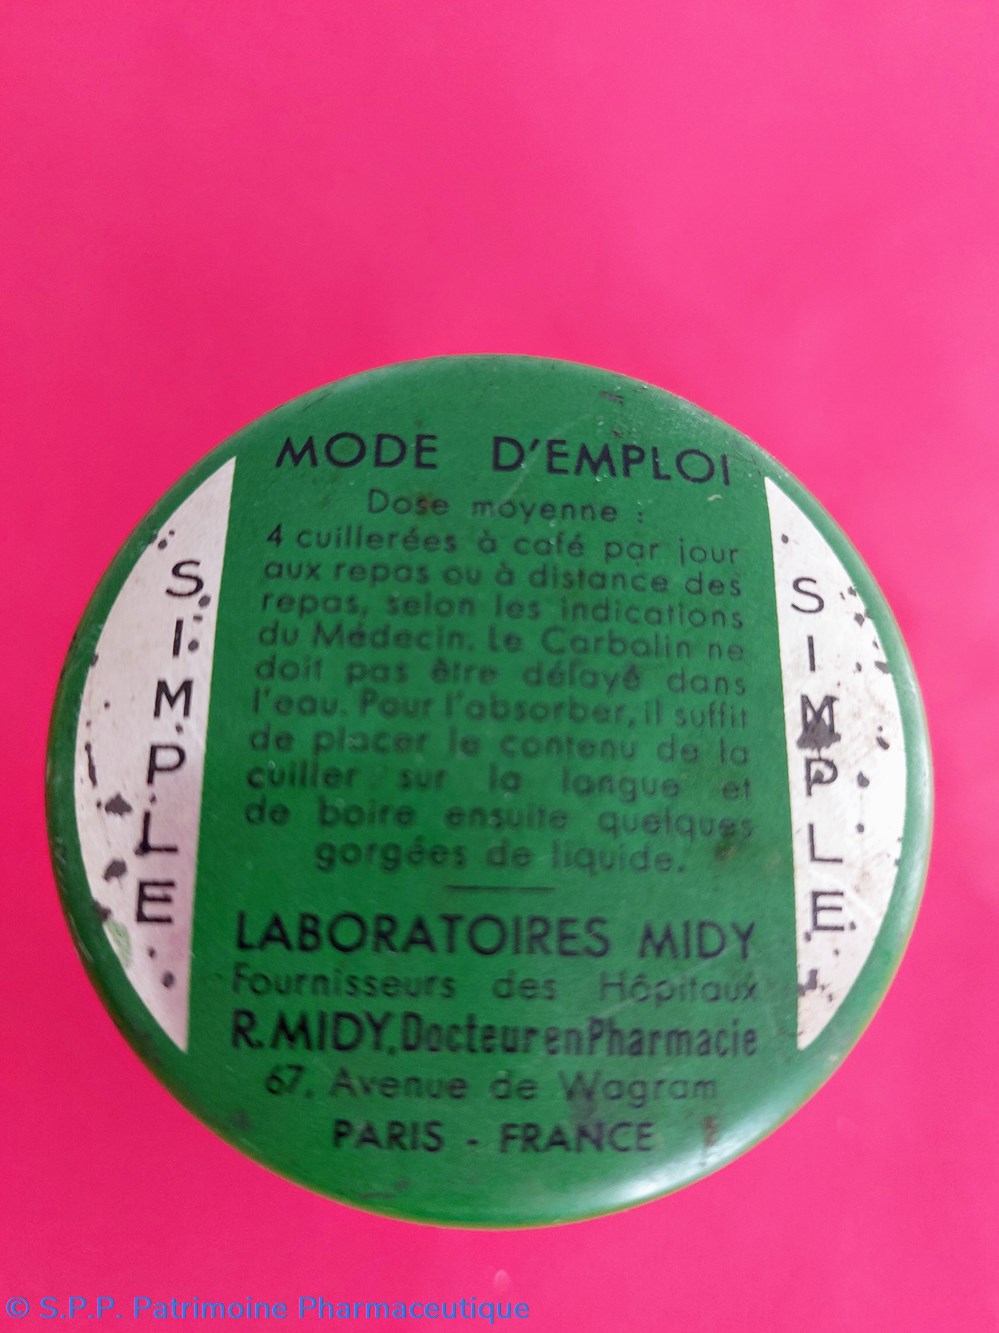 MODE D'EMPLOI
Dose moyenne :
4 cuillerées à café par jour
aux repas ou à distance des
repas, selon les indications
du Médecin. Le Carbalin ne
doit pas être délayé dans
l'eau. Pour l'absorber, il suffit
de placer le contenu de la
cuiller sur la langue et
de boire ensuite quelques
gorgées de liquide.
LABORATOIRES MIDY
Fournisseurs des Hôpitaux
R. MIDY, Docteur en Pharmacie
67, Avenue de Wagram
PARIS - FRANCE
SIMPLE
SIMPLE
© S.P.P. Patrimoine Pharmaceutique